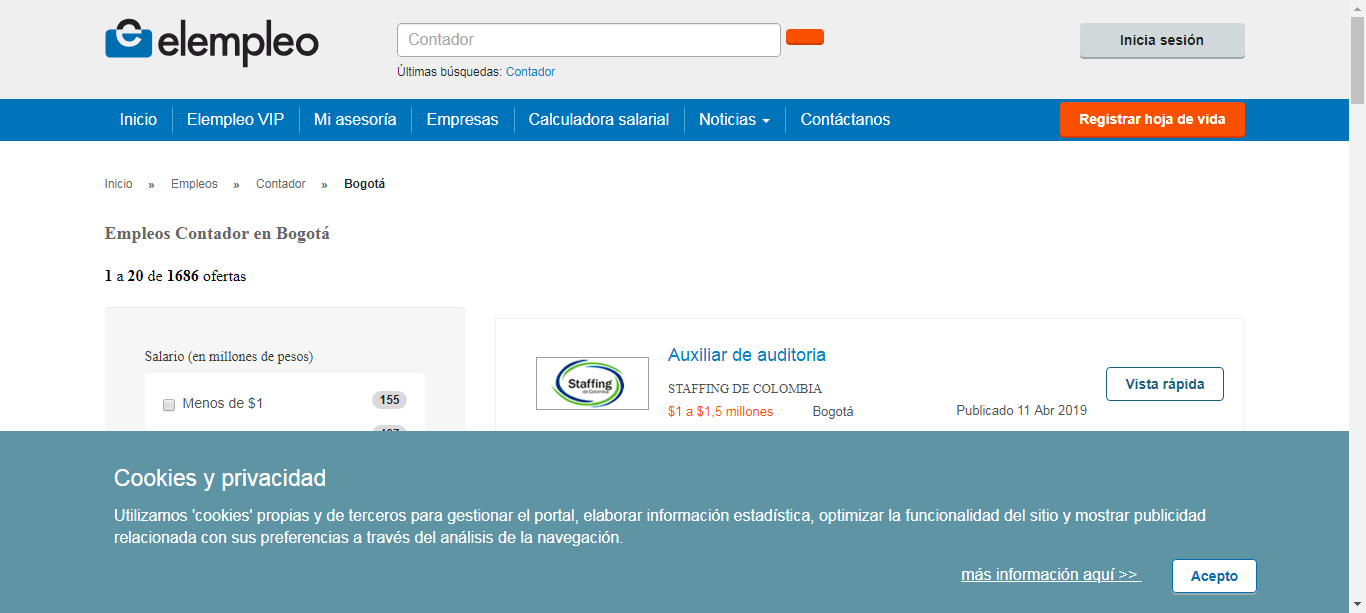 elempleo
Contador
Últimas búsquedas: Contador
Inicia sesión
Inicio
Elempleo VIP
Mi asesoría
Empresas
Calculadora salarial
Noticias
Contáctanos
Registrar hoja de vida
Inicio » Empleos » Contador » Bogotá
Empleos Contador en Bogotá
1 a 20 de 1686 ofertas
Salario (en millones de pesos)
Menos de $1 155
Staffing
de Colombia
Auxiliar de auditoria
STAFFING DE COLOMBIA
$1 a $1,5 millones Bogotá Publicado 11 Abr 2019
Vista rápida
Cookies y privacidad
Utilizamos 'cookies' propias y de terceros para gestionar el portal, elaborar información estadística, optimizar la funcionalidad del sitio y mostrar publicidad
relacionada con sus preferencias a través del análisis de la navegación.
más información aquí >>
Acepto